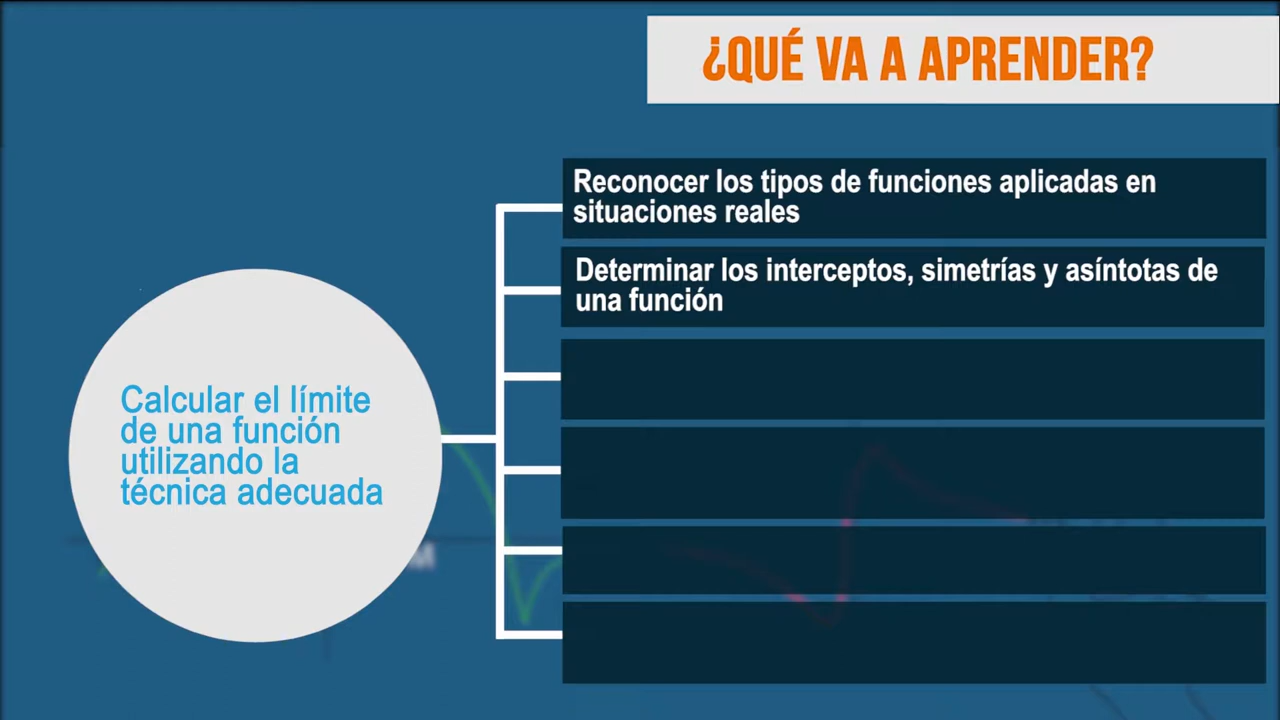 ¿QUÉ VA A APRENDER?
Reconocer los tipos de funciones aplicadas en
situaciones reales
Determinar los interceptos, simetrías y asíntotas de
una función
Calcular el límite
de una función
utilizando la
técnica adecuada